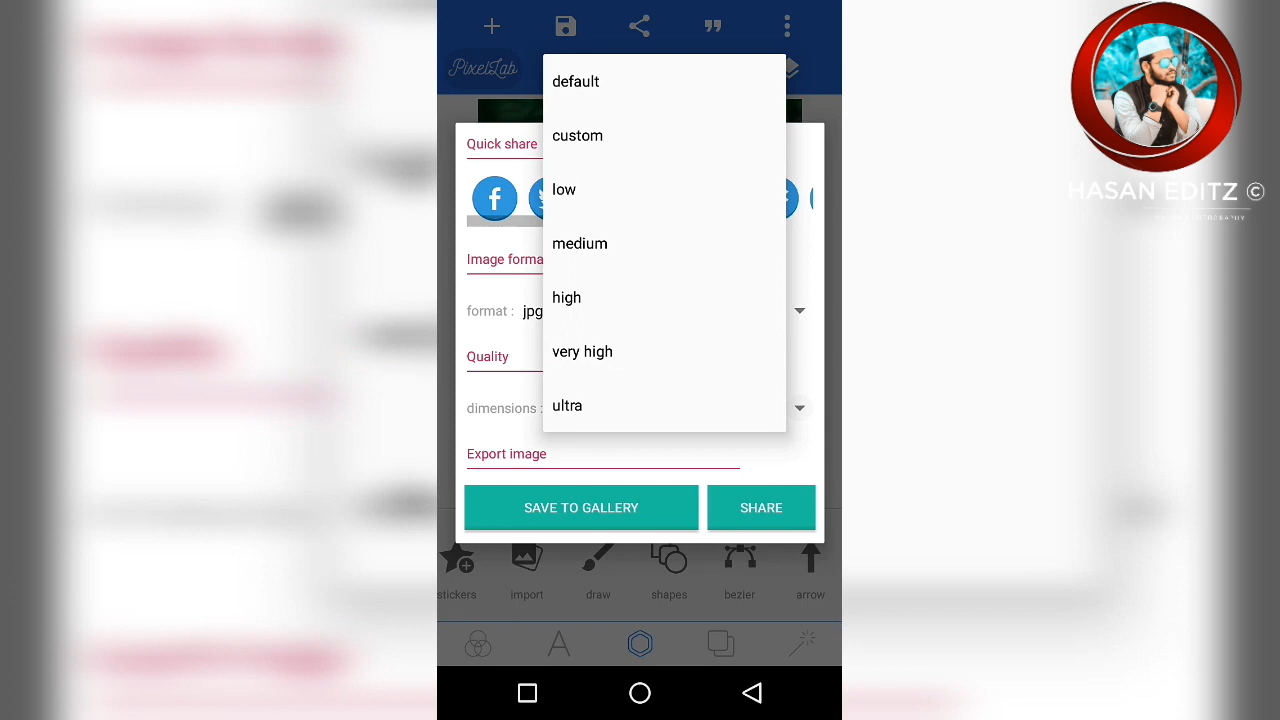 PixelLab
default
Quick share
custom
low
medium
Image forma
high
format :
jpg
very high
Quality
ultra
dimensions :
Export image
SAVE TO GALLERY
SHARE
stickers
import
draw
shapes
bezier
arrow
HASAN EDITZ ©